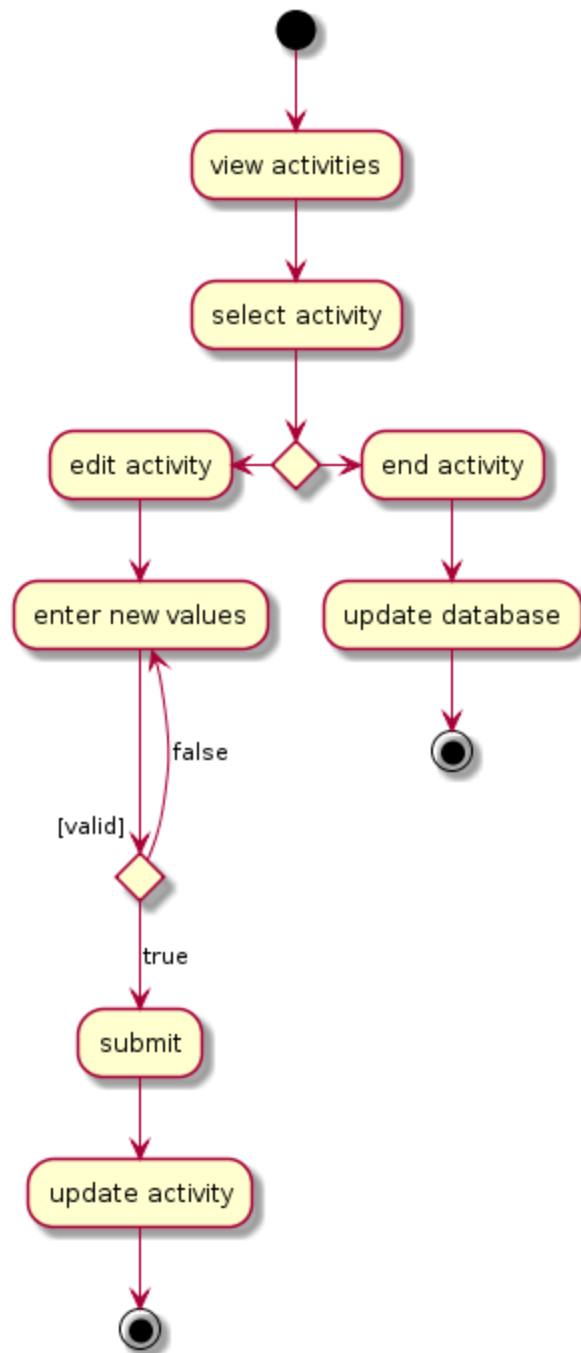 view activities
select activity
edit activity
end activity
enter new values
update database
false
[valid]
true
submit
update activity